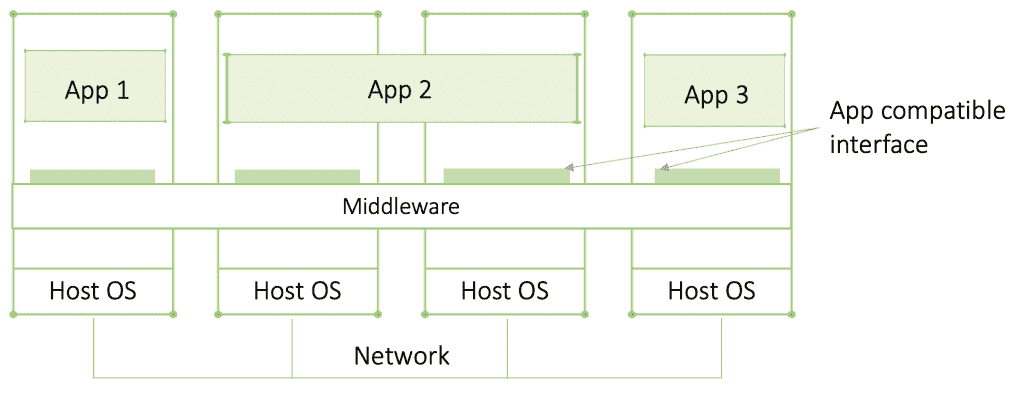 App 1
App 2
App 3
App compatible
interface
Middleware
Host OS
Host OS
Host OS
Host OS
Network